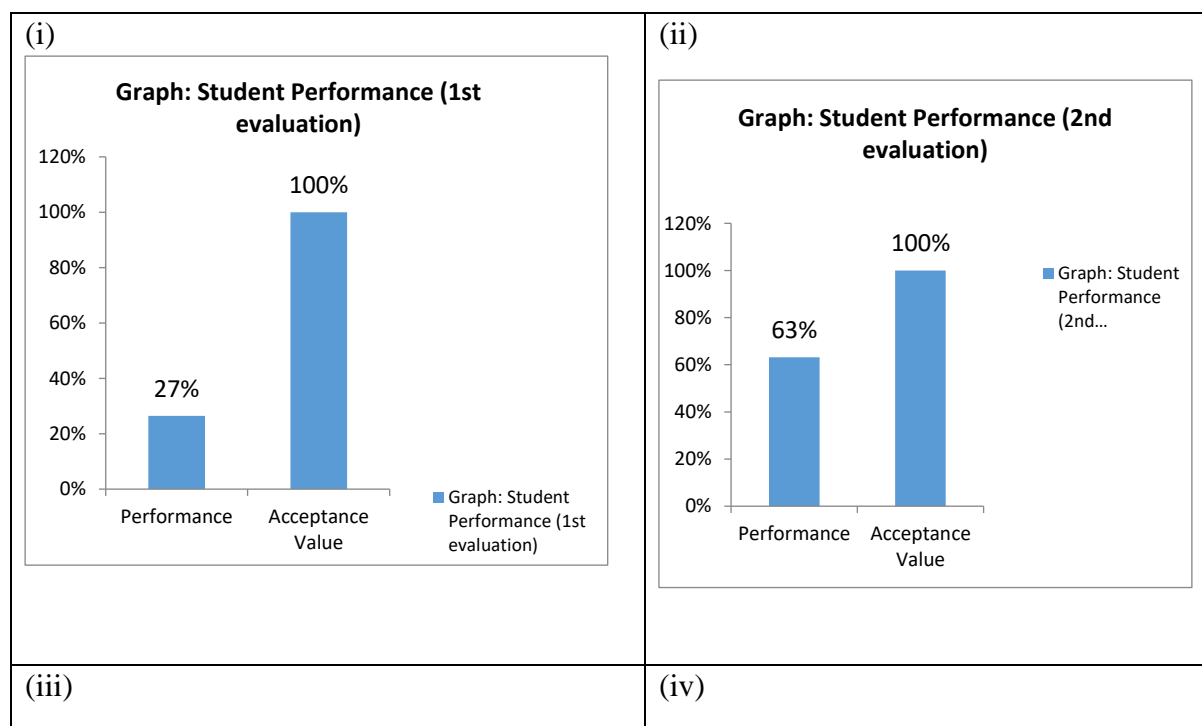 (i)
Graph: Student Performance (1st
evaluation)
120%
100%
80%
60%
40%
20%
0%
27%
100%
Performance
Acceptance
Value
Graph: Student
Performance (1st
evaluation)
(ii)
Graph: Student Performance (2nd
evaluation)
120%
100%
80%
60%
40%
20%
0%
63%
100%
Performance
Acceptance
Value
Graph: Student
Performance
(2nd...
(iii)
(iv)